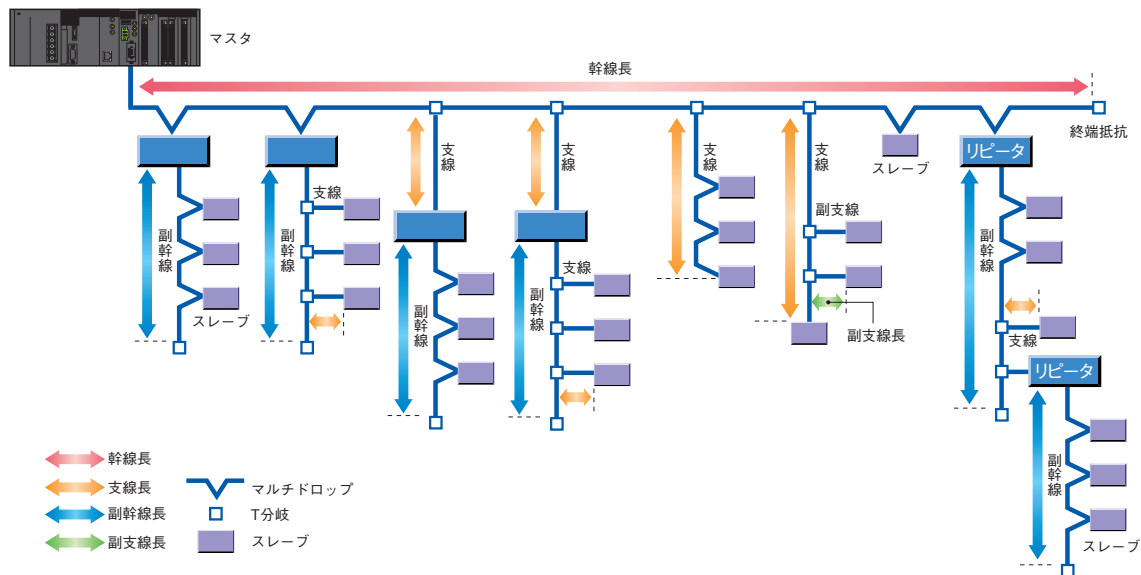 マスタ
幹線長
終端抵抗
支線
支線
支線
支線
スレーブ
リピータ
支線
副支線
副幹線
副幹線
副幹線
支線
副幹線
副幹線
スレーブ
副支線長
支線
リピータ
副幹線
スレーブ
幹線長
支線長
副幹線長
副支線長
マルチドロップ
T分岐
スレーブ